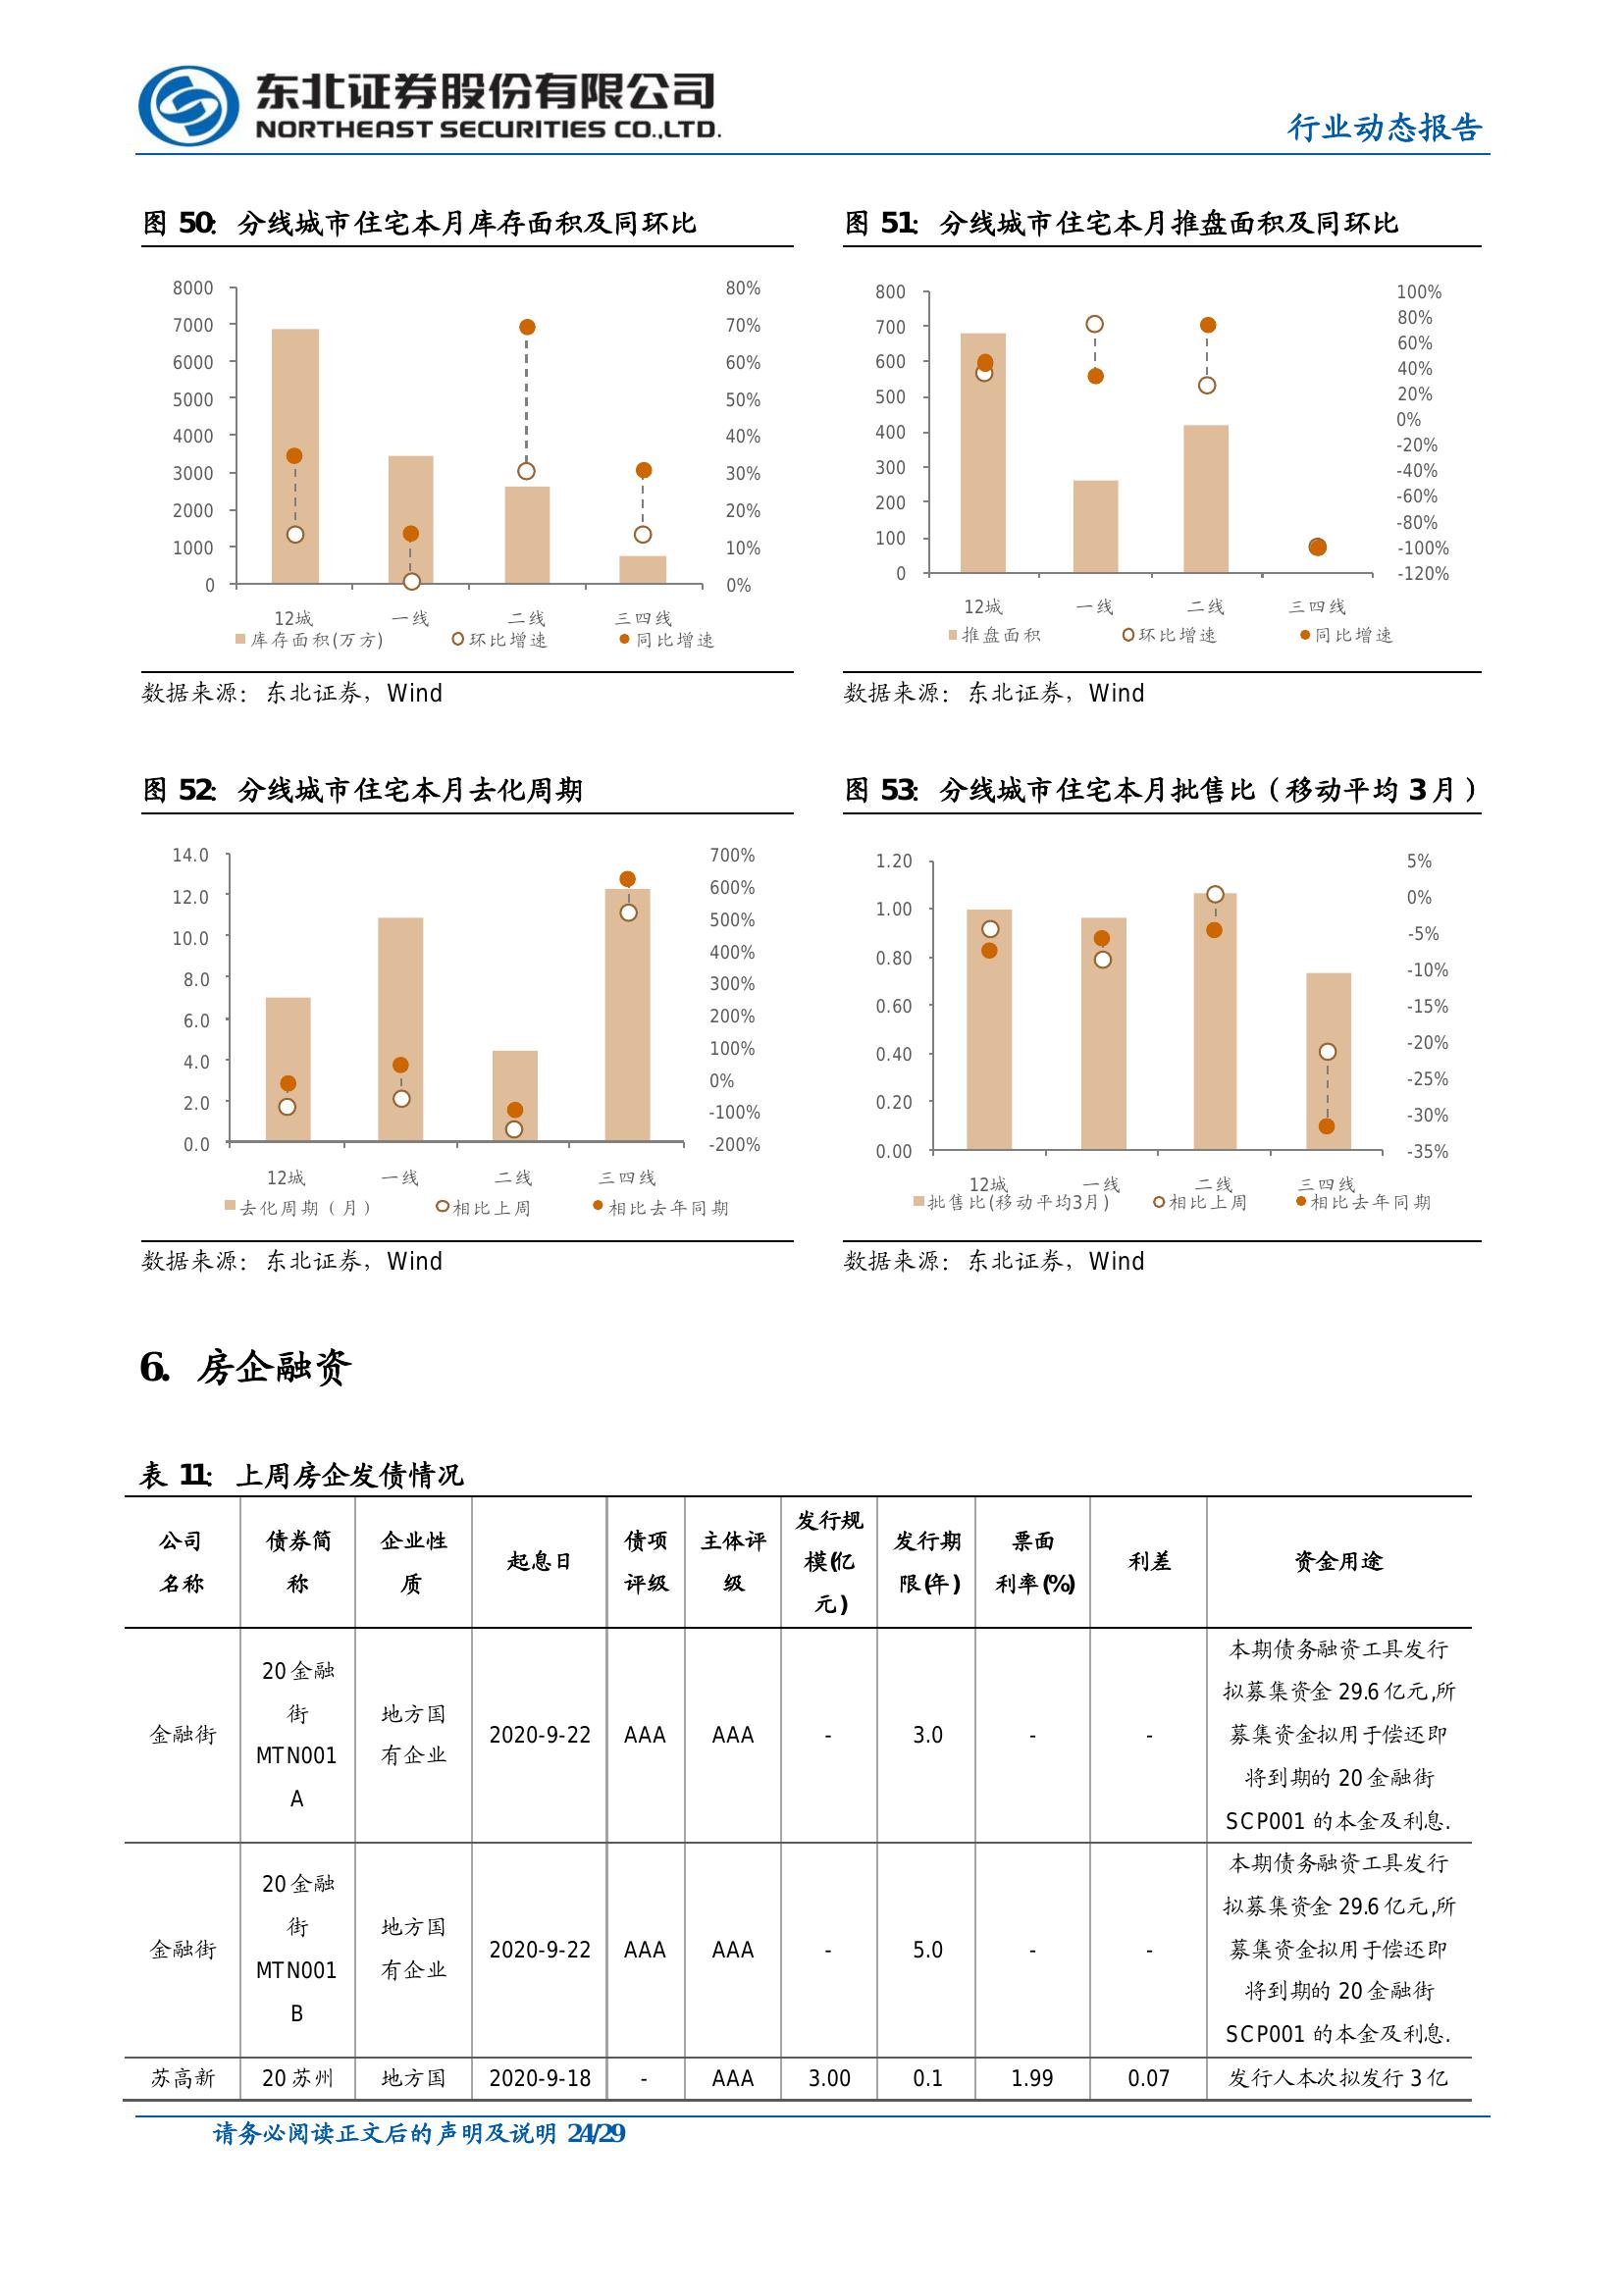 东北证券股份有限公司
NORTHEAST SECURITIES CO.,LTD.
行业动态报告
图 50：分线城市住宅本月库存面积及同环比
8000
7000
6000
5000
4000
3000
2000
1000
0
80%
70%
60%
50%
40%
30%
20%
10%
0%
12城 一线 二线 三四线
库存面积(万方) 环比增速 同比增速
数据来源：东北证券，Wind
图 51：分线城市住宅本月推盘面积及同环比
800
700
600
500
400
300
200
100
0
100%
80%
60%
40%
20%
0%
-20%
-40%
-60%
-80%
-100%
-120%
12城 一线 二线 三四线
推盘面积 环比增速 同比增速
数据来源：东北证券，Wind
图 52：分线城市住宅本月去化周期
14.0
12.0
10.0
8.0
6.0
4.0
2.0
0.0
700%
600%
500%
400%
300%
200%
100%
0%
-100%
-200%
12城 一线 二线 三四线
去化周期（月） 相比上周 相比去年同期
数据来源：东北证券，Wind
图 53：分线城市住宅本月批售比（移动平均 3 月）
1.20
1.00
0.80
0.60
0.40
0.20
0.00
5%
0%
-5%
-10%
-15%
-20%
-25%
-30%
-35%
12城 一线 二线 三四线
批售比(移动平均3月) 相比上周 相比去年同期
数据来源：东北证券，Wind
6. 房企融资
表 11：上周房企发债情况
公司
名称
债券简
称
企业性
质
起息日
债项
评级
主体评
级
发行规
模(亿
元)
发行期
限(年)
票面
利率(%)
利差
资金用途
金融街
20 金融
街
MTN001
A
地方国
有企业
2020-9-22
AAA
AAA
-
3.0
-
-
本期债务融资工具发行
拟募集资金 29.6 亿元,所
募集资金拟用于偿还即
将到期的 20 金融街
SCP001 的本金及利息.
金融街
20 金融
街
MTN001
B
地方国
有企业
2020-9-22
AAA
AAA
-
5.0
-
-
本期债务融资工具发行
拟募集资金 29.6 亿元,所
募集资金拟用于偿还即
将到期的 20 金融街
SCP001 的本金及利息.
苏高新 20 苏州 地方国 2020-9-18 - AAA 3.00 0.1 1.99 0.07 发行人本次拟发行 3 亿
请务必阅读正文后的声明及说明 24/29